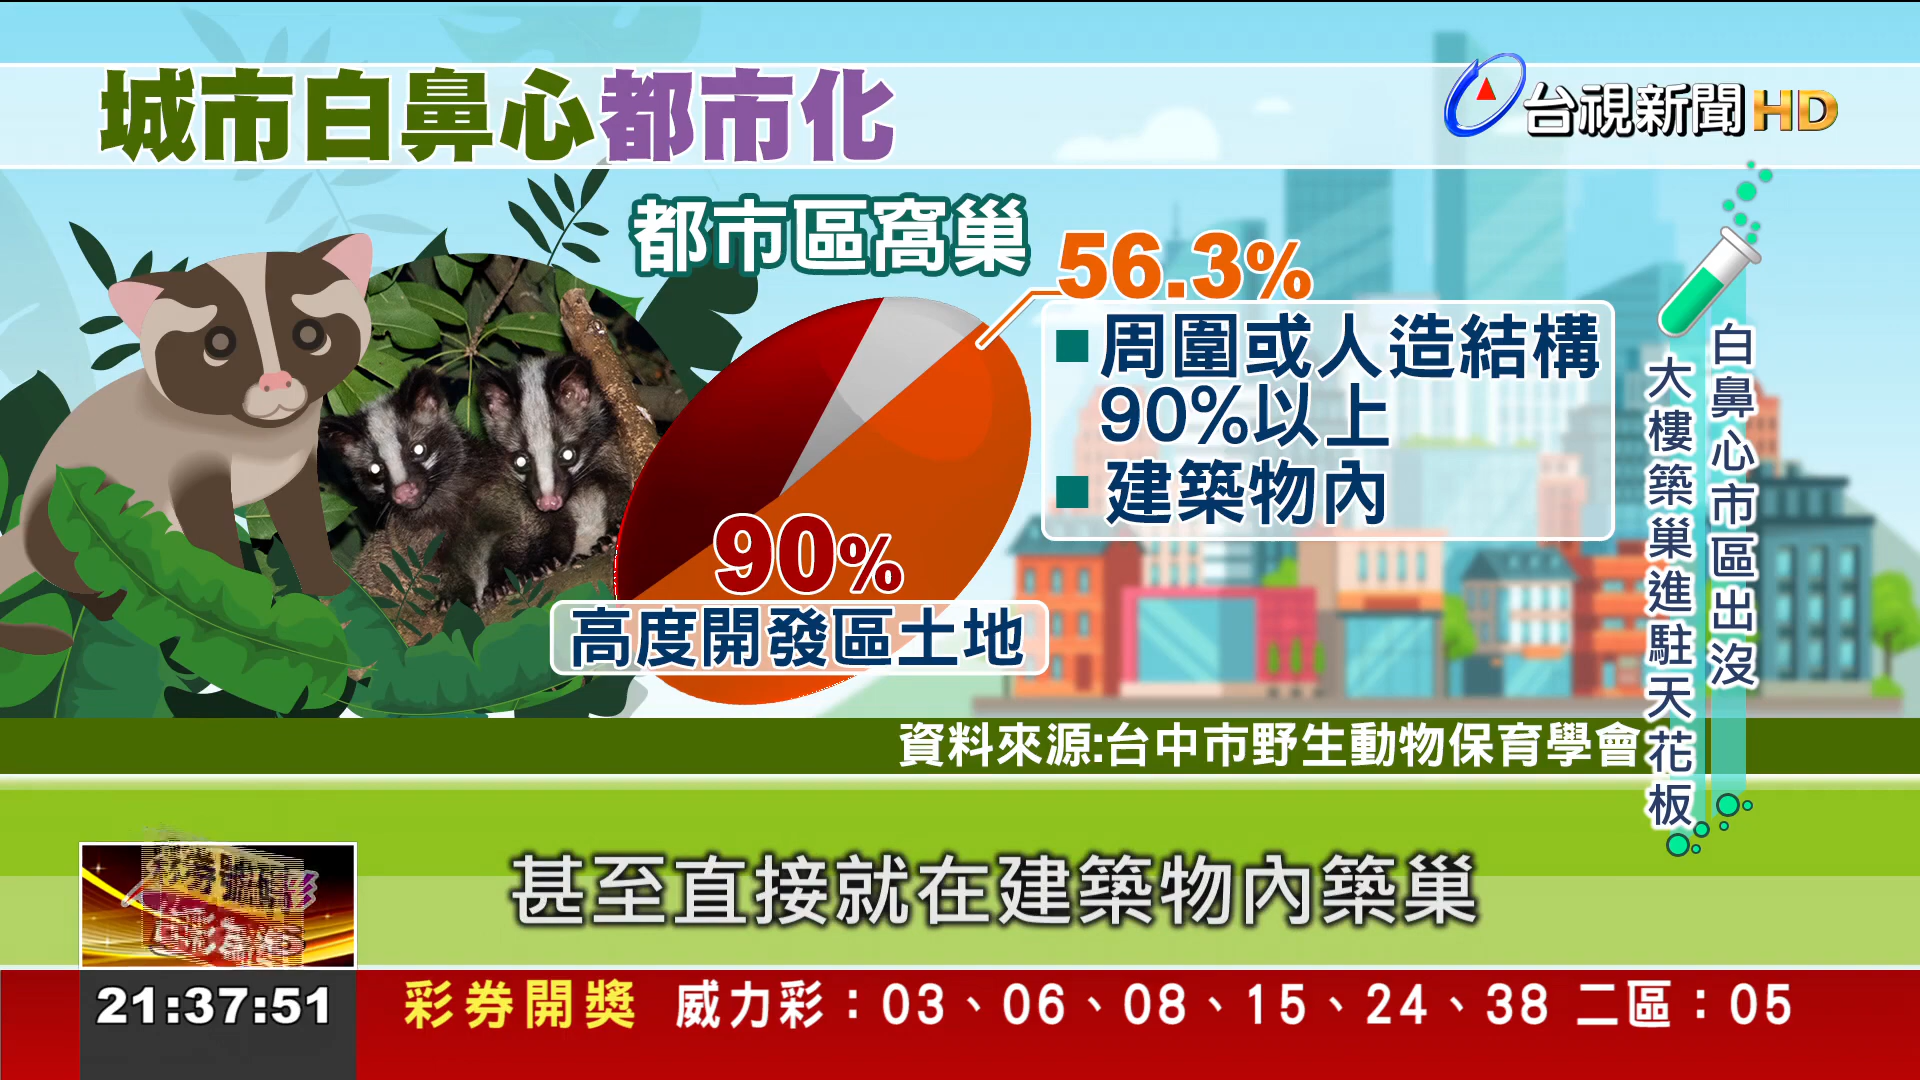 城市白鼻心都市化
台視新聞HD
都市區窩巢
56.3%
周圍或人造結構
90%以上
建築物內
90%
高度開發區土地
白鼻心市區出沒
大樓築巢進駐天花板
資料來源:台中市野生動物保育學會
甚至直接就在建築物內築巢
21:37:51
彩券開獎 威力彩：03、06、08、15、24、38 二區：05